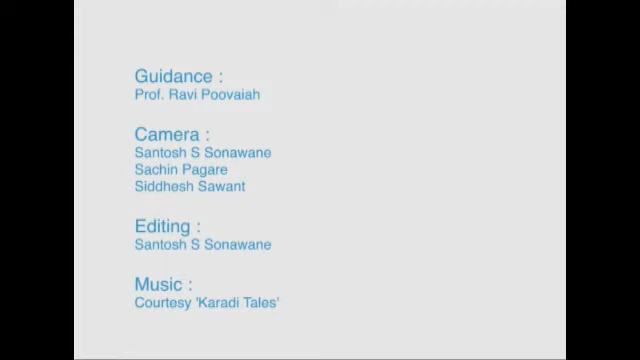 Guidance :
Prof. Ravi Poovaiah
Camera :
Santosh S Sonawane
Sachin Pagare
Siddhesh Sawant
Editing :
Santosh S Sonawane
Music :
Courtesy 'Karadi Tales'